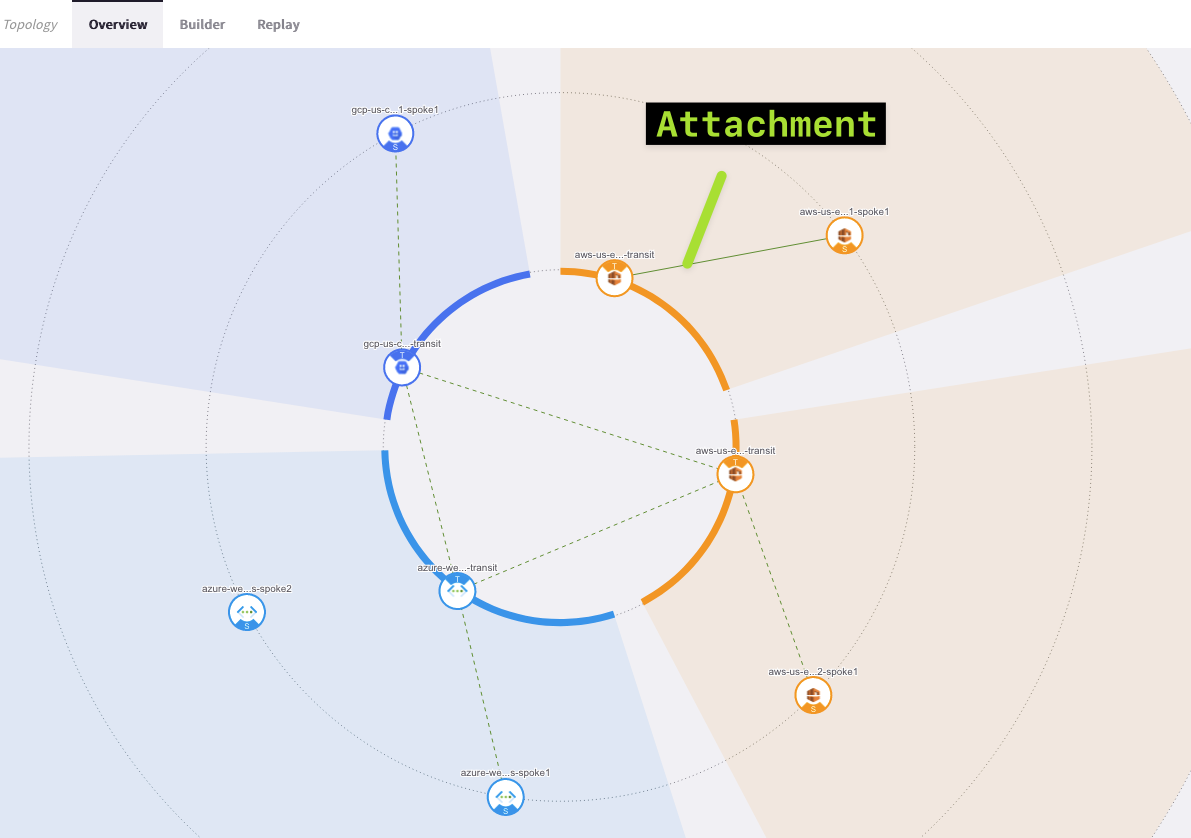 Topology Overview Builder Replay
gcp-us-c...1-spoke1
S
Attachment
aws-us-e...1-spoke1
S
aws-us-e...-transit
T
gcp-us-c...-transit
T
aws-us-e...-transit
T
azure-we...-transit
T
azure-we...s-spoke2
S
aws-us-e...2-spoke1
S
azure-we...s-spoke1
S